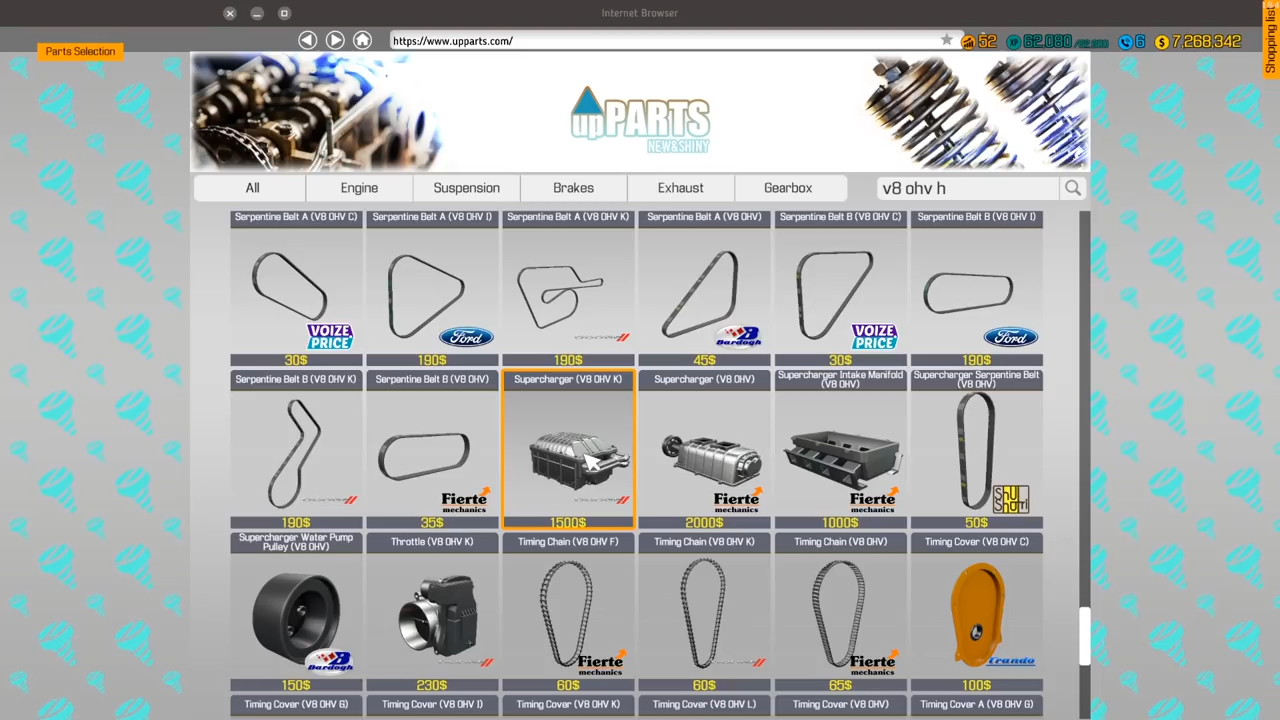 Internet Browser
Shopping list
Parts Selection
https://www.upparts.com/
52
XP 62,080 /62,080
6
$ 7,268,342
upPARTS
NEW&SHINY
All Engine Suspension Brakes Exhaust Gearbox
v8 ohv h
Serpentine Belt A (V8 OHV C) Serpentine Belt A (V8 OHV I) Serpentine Belt A (V8 OHV K) Serpentine Belt A (V8 OHV) Serpentine Belt B (V8 OHV C) Serpentine Belt B (V8 OHV I)
VOIZE PRICE Ford Bardogh VOIZE PRICE Ford
30$ 190$ 190$ 45$ 30$ 190$
Serpentine Belt B (V8 OHV K) Serpentine Belt B (V8 OHV) Supercharger (V8 OHV K) Supercharger (V8 OHV) Supercharger Intake Manifold (V8 OHV) Supercharger Serpentine Belt (V8 OHV)
Fierte mechanics Fierte mechanics Fierte mechanics
190$ 35$ 1500$ 2000$ 1000$ 50$
Supercharger Water Pump Pulley (V8 OHV) Throttle (V8 OHV K) Timing Chain (V8 OHV F) Timing Chain (V8 OHV K) Timing Chain (V8 OHV) Timing Cover (V8 OHV C)
Bardogh Fierte mechanics Fierte mechanics Crando
150$ 230$ 60$ 60$ 65$ 100$
Timing Cover (V8 OHV G) Timing Cover (V8 OHV I) Timing Cover (V8 OHV K) Timing Cover (V8 OHV L) Timing Cover (V8 OHV) Timing Cover A (V8 OHV G)